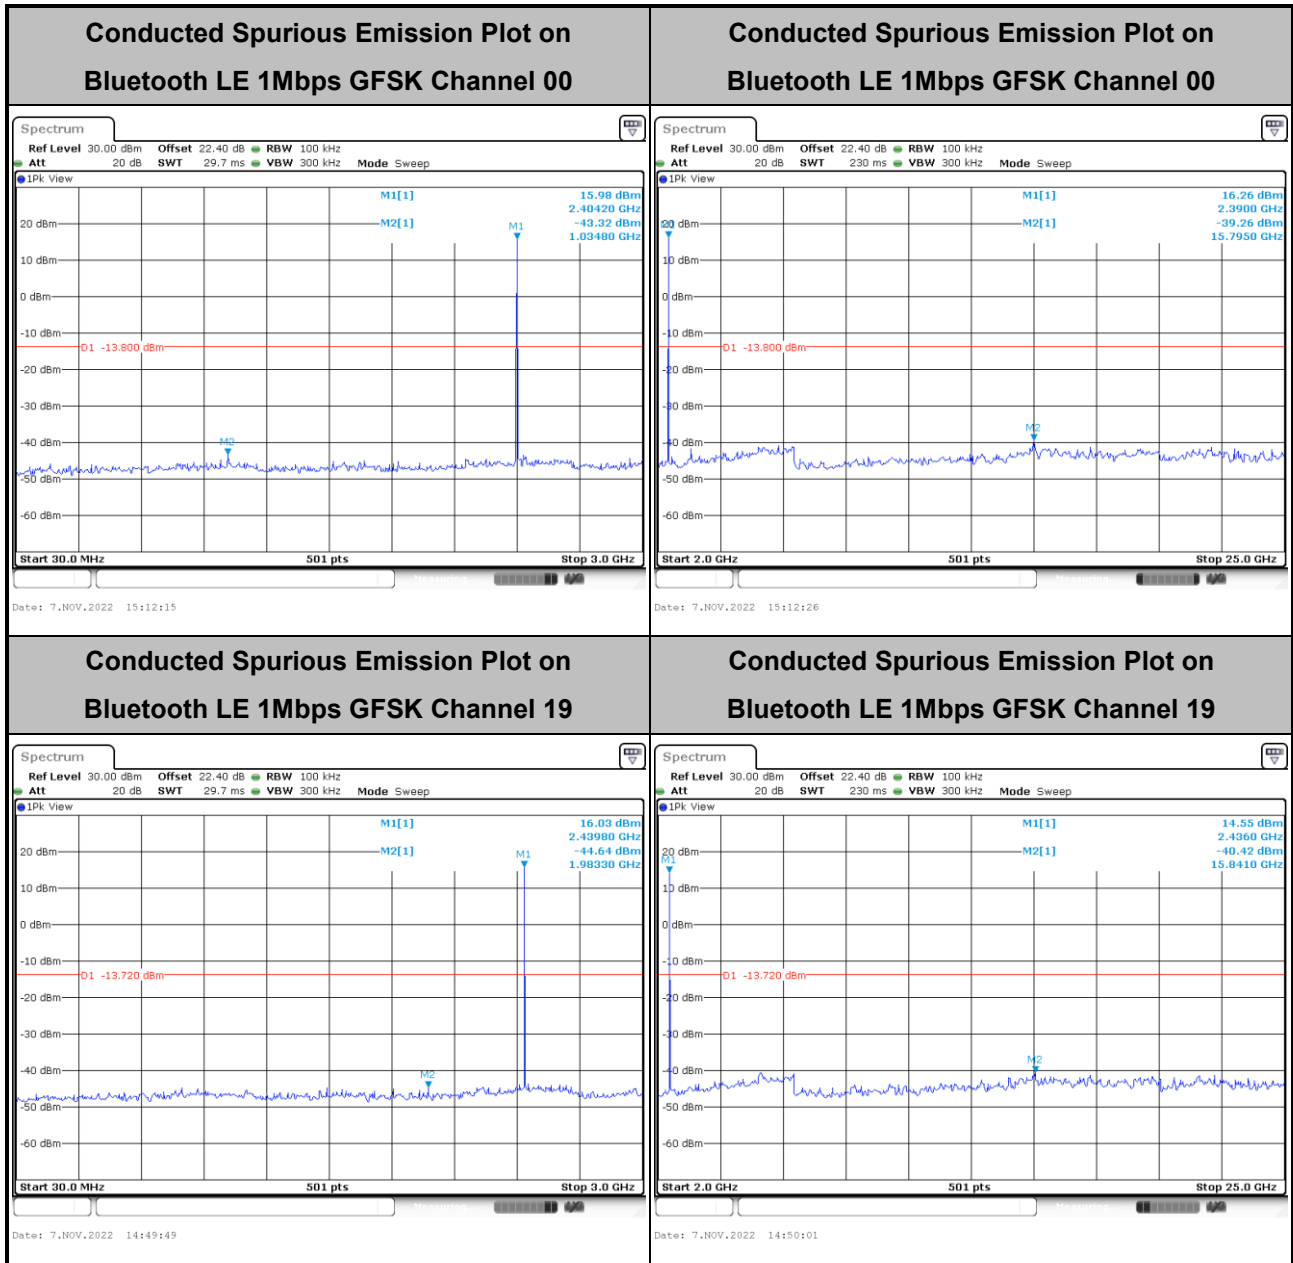 Conducted Spurious Emission Plot on
Bluetooth LE 1Mbps GFSK Channel 00
Spectrum
Ref Level 30.00 dBm Offset 22.40 dB RBW 100 kHz
Att 20 dB SWT 29.7 ms VBW 300 kHz Mode Sweep
1Pk View
M1[1] 15.98 dBm
2.40420 GHz
M2[1] -43.32 dBm
1.03480 GHz
M1
20 dBm
10 dBm
0 dBm
-10 dBm
D1 -13.800 dBm
-20 dBm
-30 dBm
-40 dBm
M2
-50 dBm
-60 dBm
Start 30.0 MHz 501 pts Stop 3.0 GHz
Measuring
Date: 7.NOV.2022 15:12:15
Conducted Spurious Emission Plot on
Bluetooth LE 1Mbps GFSK Channel 00
Spectrum
Ref Level 30.00 dBm Offset 22.40 dB RBW 100 kHz
Att 20 dB SWT 230 ms VBW 300 kHz Mode Sweep
1Pk View
M1[1] 16.26 dBm
2.3900 GHz
M2[1] -39.26 dBm
15.7950 GHz
20 dBm
10 dBm
0 dBm
-10 dBm
D1 -13.800 dBm
-20 dBm
-30 dBm
M2
-40 dBm
-50 dBm
-60 dBm
Start 2.0 GHz 501 pts Stop 25.0 GHz
Measuring
Date: 7.NOV.2022 15:12:26
Conducted Spurious Emission Plot on
Bluetooth LE 1Mbps GFSK Channel 19
Spectrum
Ref Level 30.00 dBm Offset 22.40 dB RBW 100 kHz
Att 20 dB SWT 29.7 ms VBW 300 kHz Mode Sweep
1Pk View
M1[1] 16.03 dBm
2.43980 GHz
M2[1] -44.64 dBm
1.98330 GHz
M1
20 dBm
10 dBm
0 dBm
-10 dBm
D1 -13.720 dBm
-20 dBm
-30 dBm
-40 dBm
M2
-50 dBm
-60 dBm
Start 30.0 MHz 501 pts Stop 3.0 GHz
Measuring
Date: 7.NOV.2022 14:49:49
Conducted Spurious Emission Plot on
Bluetooth LE 1Mbps GFSK Channel 19
Spectrum
Ref Level 30.00 dBm Offset 22.40 dB RBW 100 kHz
Att 20 dB SWT 230 ms VBW 300 kHz Mode Sweep
1Pk View
M1[1] 14.55 dBm
2.4360 GHz
M2[1] -40.42 dBm
15.8410 GHz
20 dBm
M1
10 dBm
0 dBm
-10 dBm
D1 -13.720 dBm
-20 dBm
-30 dBm
M2
-40 dBm
-50 dBm
-60 dBm
Start 2.0 GHz 501 pts Stop 25.0 GHz
Measuring
Date: 7.NOV.2022 14:50:01